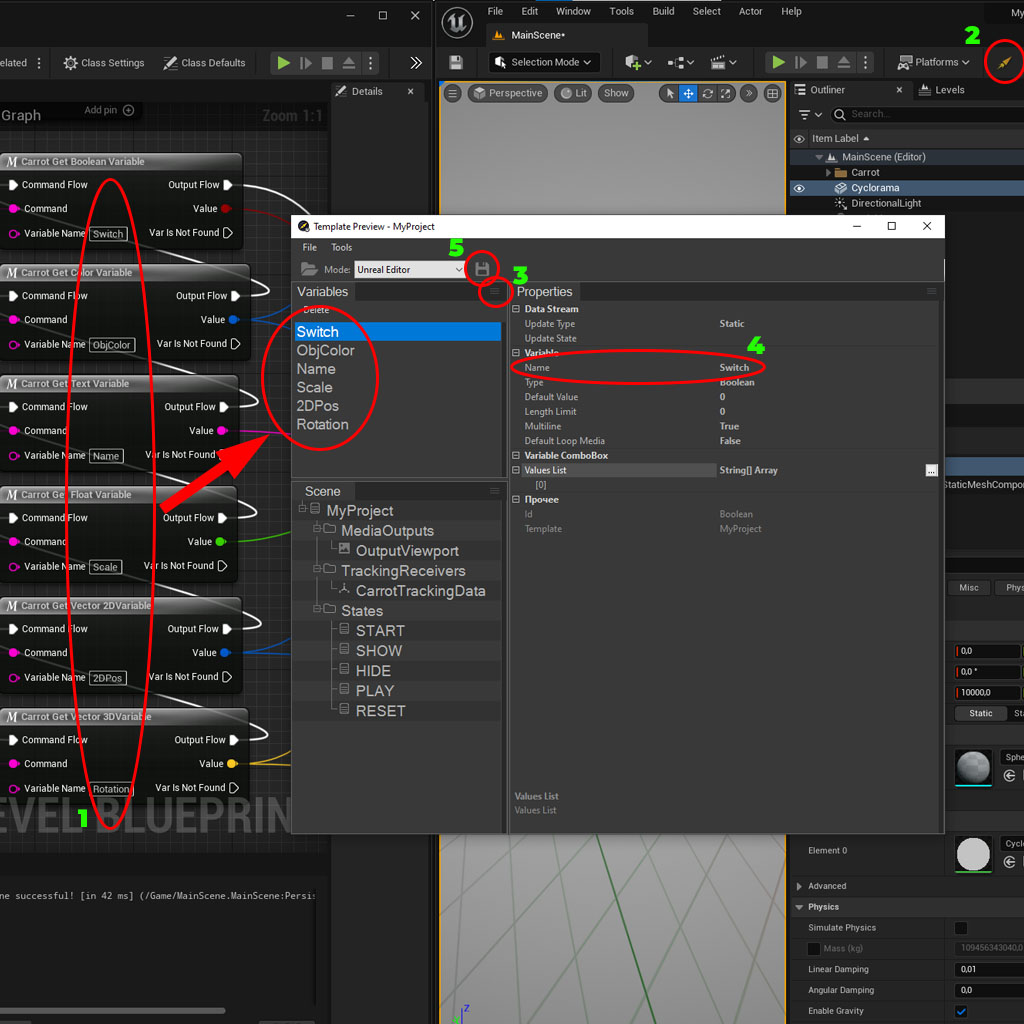 File Edit Window Tools Build Select Actor Help
MainScene*
elated Class Settings Class Defaults
Selection Mode
Platforms
2
Graph
Add pin
Zoom 1:1
Details
Perspective Lit Show
Outliner Levels
Search...
Item Label
MainScene (Editor)
Carrot
Cyclorama
DirectionalLight
Carrot Get Boolean Variable
Command Flow Output Flow
Command Value
Variable Name Switch Var Is Not Found
Carrot Get Color Variable
Command Flow Output Flow
Command Value
Variable Name ObjColor Var Is Not Found
Carrot Get Text Variable
Command Flow Output Flow
Command Value
Variable Name Name Var Is Not Found
Carrot Get Float Variable
Command Flow Output Flow
Command Value
Variable Name Scale Var Is Not Found
Carrot Get Vector 2DVariable
Command Flow Output Flow
Command Value
Variable Name 2DPos Var Is Not Found
Carrot Get Vector 3DVariable
Command Flow Output Flow
Command Value
Variable Name Rotation Var Is Not Found
1
EVEL BLUEPRIN
Template Preview - MyProject
File Tools
5
Mode: Unreal Editor
3
Variables
Delete
Switch
ObjColor
Name
Scale
2DPos
Rotation
Scene
MyProject
MediaOutputs
OutputViewport
TrackingReceivers
CarrotTrackingData
States
START
SHOW
HIDE
PLAY
RESET
Properties
Data Stream
Update Type Static
Update State
4
Variable
Name Switch
Type Boolean
Default Value 0
Length Limit 0
Multiline True
Default Loop Media False
Variable ComboBox
Values List String[] Array ...
[0]
Прочее
Id Boolean
Template MyProject
Values List
Values List
StaticMeshCompo
Misc Phys
0,0
0,0 °
10000,0
Static Sta
Sphe
Element 0
Cyclo
Advanced
Physics
Simulate Physics
Mass (kg) 109456343040,0
Linear Damping 0,01
Angular Damping 0,0
Enable Gravity
ne successful! [in 42 ms] (/Game/MainScene.MainScene:Persis
Z